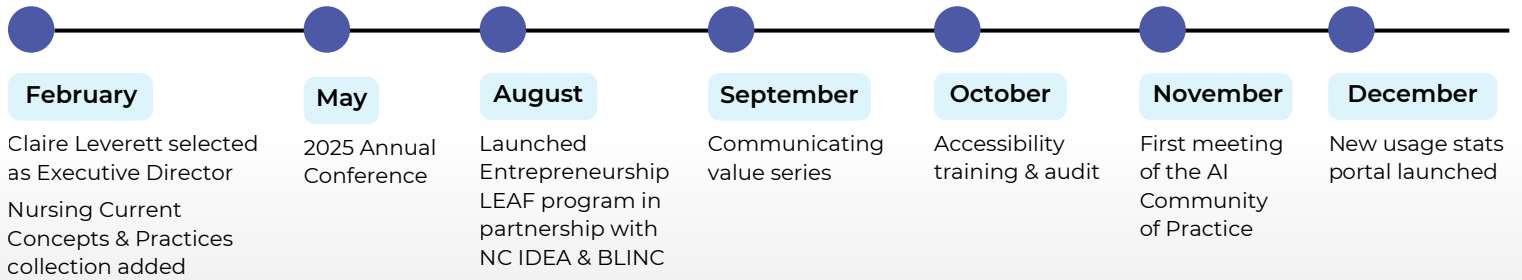 February
Claire Leverett selected
as Executive Director
Nursing Current
Concepts & Practices
collection added
May
2025 Annual
Conference
August
Launched
Entrepreneurship
LEAF program in
partnership with
NC IDEA & BLINC
September
Communicating
value series
October
Accessibility
training & audit
November
First meeting
of the AI
Community
of Practice
December
New usage stats
portal launched